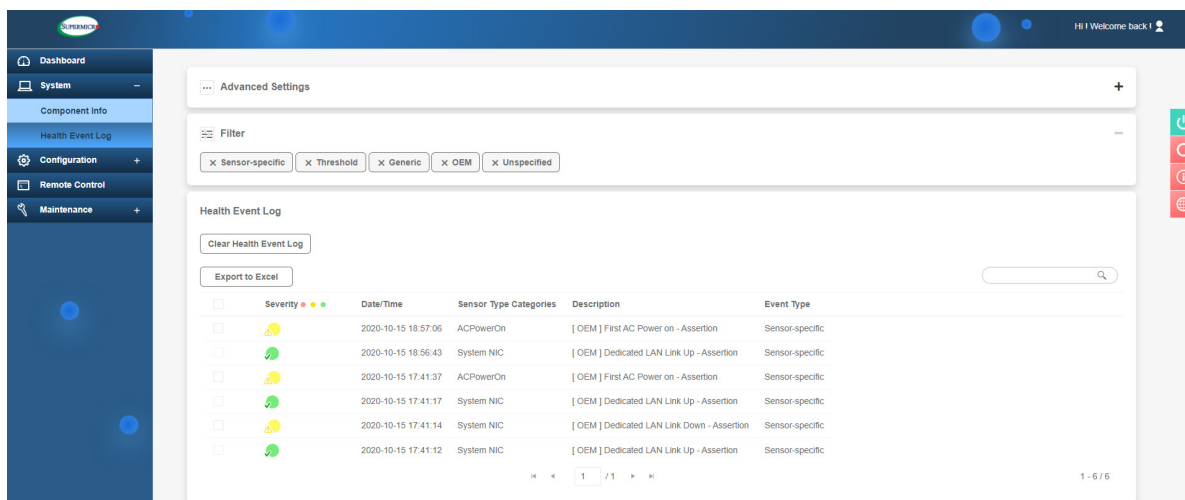 SUPERMICR
Hi ! Welcome back !
Dashboard
System −
Component Info
Health Event Log
Configuration +
Remote Control
Maintenance +
Advanced Settings +
Filter −
× Sensor-specific × Threshold × Generic × OEM × Unspecified
Health Event Log
Clear Health Event Log
Export to Excel
Severity Date/Time Sensor Type Categories Description Event Type
2020-10-15 18:57:06 ACPowerOn [ OEM ] First AC Power on - Assertion Sensor-specific
2020-10-15 18:56:43 System NIC [ OEM ] Dedicated LAN Link Up - Assertion Sensor-specific
2020-10-15 17:41:37 ACPowerOn [ OEM ] First AC Power on - Assertion Sensor-specific
2020-10-15 17:41:17 System NIC [ OEM ] Dedicated LAN Link Up - Assertion Sensor-specific
2020-10-15 17:41:14 System NIC [ OEM ] Dedicated LAN Link Down - Assertion Sensor-specific
2020-10-15 17:41:12 System NIC [ OEM ] Dedicated LAN Link Up - Assertion Sensor-specific
1 / 1 1 - 6 / 6